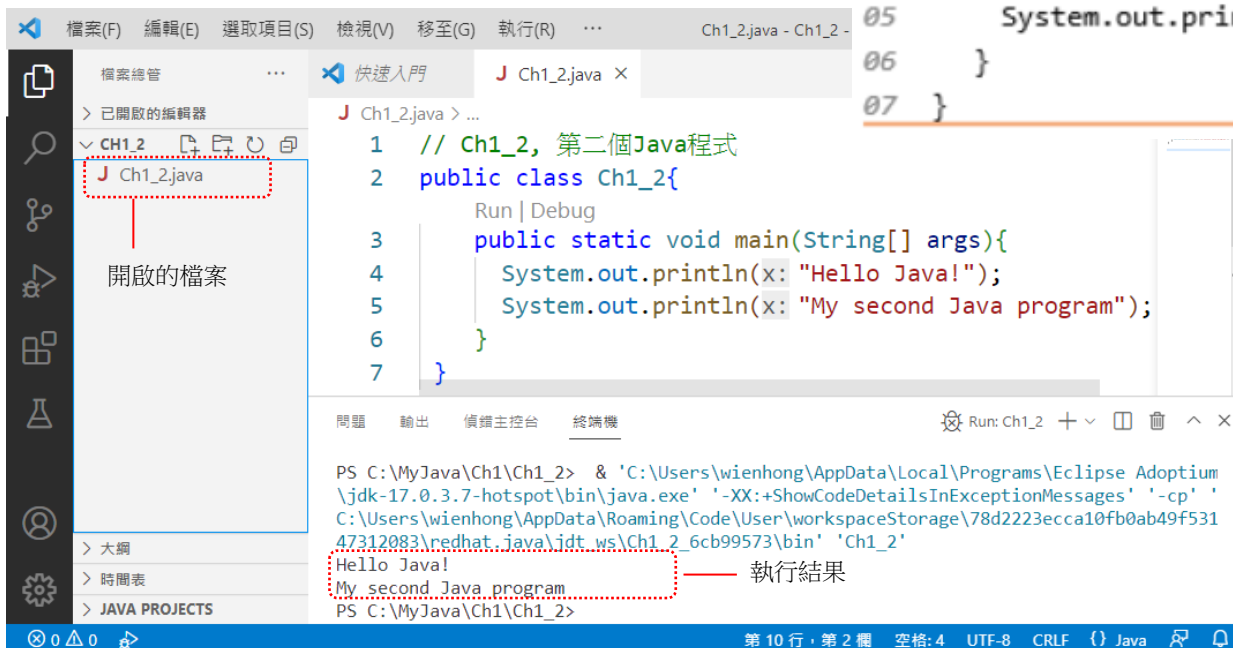 檔案(F) 編輯(E) 選取項目(S) 檢視(V) 移至(G) 執行(R) ··· Ch1_2.java - Ch1_2 -
05 System.out.pri
06 }
07 }
檔案總管 ···
已開啟的編輯器
CH1_2
J Ch1_2.java
開啟的檔案
大綱
時間表
JAVA PROJECTS
快速入門 J Ch1_2.java ×
J Ch1_2.java > ...
1 // Ch1_2, 第二個Java程式
2 public class Ch1_2{
Run | Debug
3 public static void main(String[] args){
4 System.out.println(x: "Hello Java!");
5 System.out.println(x: "My second Java program");
6 }
7 }
問題 輸出 偵錯主控台 終端機 Run: Ch1_2
PS C:\MyJava\Ch1\Ch1_2> & 'C:\Users\wienhong\AppData\Local\Programs\Eclipse Adoptium
\jdk-17.0.3.7-hotspot\bin\java.exe' '-XX:+ShowCodeDetailsInExceptionMessages' '-cp' '
C:\Users\wienhong\AppData\Roaming\Code\User\workspaceStorage\78d2223ecca10fb0ab49f531
47312083\redhat.java\jdt_ws\Ch1_2_6cb99573\bin' 'Ch1_2'
Hello Java!
My second Java program
執行結果
PS C:\MyJava\Ch1\Ch1_2>
0 0 第 10 行，第 2 欄 空格: 4 UTF-8 CRLF {} Java